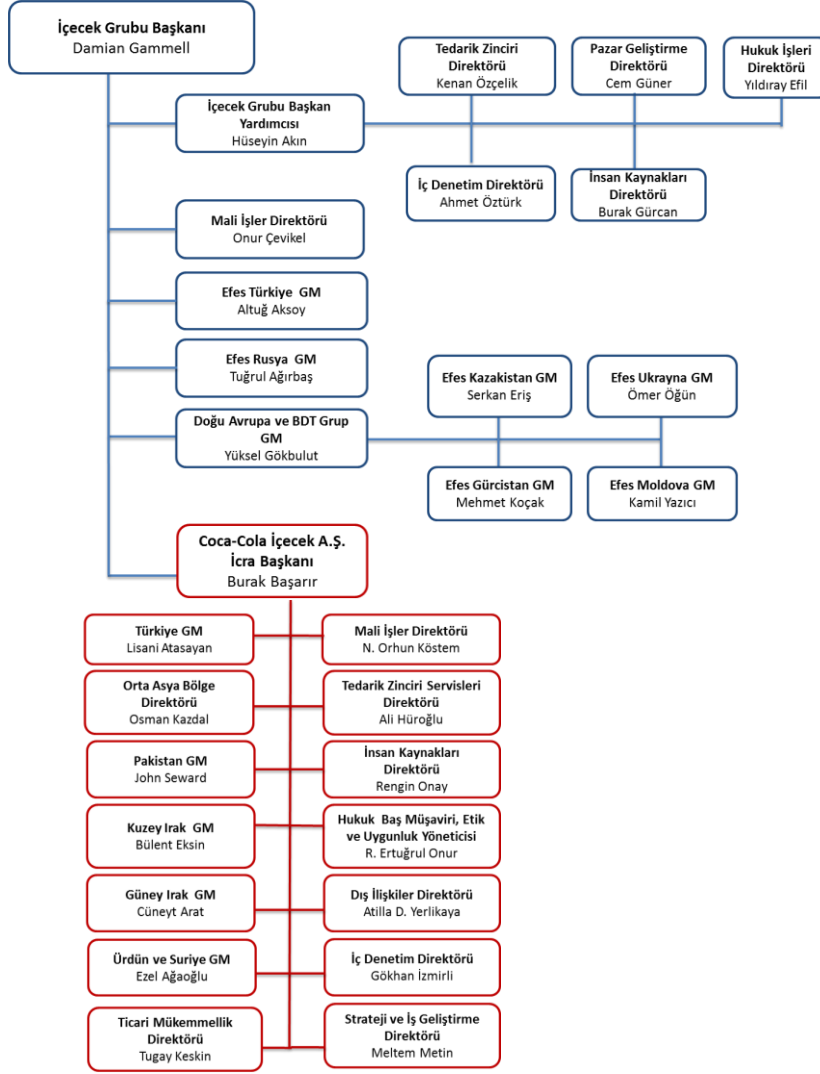 İçecek Grubu Başkanı
Damian Gammell
Tedarik Zinciri
Direktörü
Kenan Özçelik
Pazar Geliştirme
Direktörü
Cem Güner
Hukuk İşleri
Direktörü
Yıldıray Efil
İçecek Grubu Başkan
Yardımcısı
Hüseyin Akın
İç Denetim Direktörü
Ahmet Öztürk
İnsan Kaynakları
Direktörü
Burak Gürcan
Mali İşler Direktörü
Onur Çevikel
Efes Türkiye GM
Altuğ Aksoy
Efes Rusya GM
Tuğrul Ağırbaş
Efes Kazakistan GM
Serkan Eriş
Efes Ukrayna GM
Ömer Öğün
Doğu Avrupa ve BDT Grup
GM
Yüksel Gökbulut
Efes Gürcistan GM
Mehmet Koçak
Efes Moldova GM
Kamil Yazıcı
Coca-Cola İçecek A.Ş.
İcra Başkanı
Burak Başarır
Türkiye GM
Lisani Atasayan
Mali İşler Direktörü
N. Orhun Köstem
Orta Asya Bölge
Direktörü
Osman Kazdal
Tedarik Zinciri Servisleri
Direktörü
Ali Hüroğlu
Pakistan GM
John Seward
İnsan Kaynakları
Direktörü
Rengin Onay
Kuzey Irak GM
Bülent Eksin
Hukuk Baş Müşaviri, Etik
ve Uygunluk Yöneticisi
R. Ertuğrul Onur
Güney Irak GM
Cüneyt Arat
Dış İlişkiler Direktörü
Atilla D. Yerlikaya
Ürdün ve Suriye GM
Ezel Ağaoğlu
İç Denetim Direktörü
Gökhan İzmirli
Ticari Mükemmellik
Direktörü
Tugay Keskin
Strateji ve İş Geliştirme
Direktörü
Meltem Metin